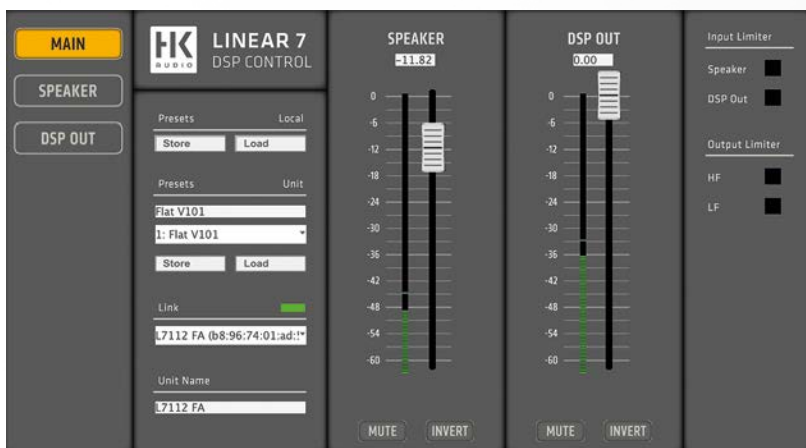 MAIN
SPEAKER
DSP OUT
HK
AUDIO
LINEAR 7
DSP CONTROL
Presets Local
Store Load
Presets Unit
Flat V101
1: Flat V101
Store Load
Link
L7112 FA (b8:96:74:01:ad:
Unit Name
L7112 FA
SPEAKER
-11.82
0
-6
-12
-18
-24
-30
-36
-42
-48
-54
-60
MUTE INVERT
DSP OUT
0.00
0
-6
-12
-18
-24
-30
-36
-42
-48
-54
-60
MUTE INVERT
Input Limiter
Speaker
DSP Out
Output Limiter
HF
LF